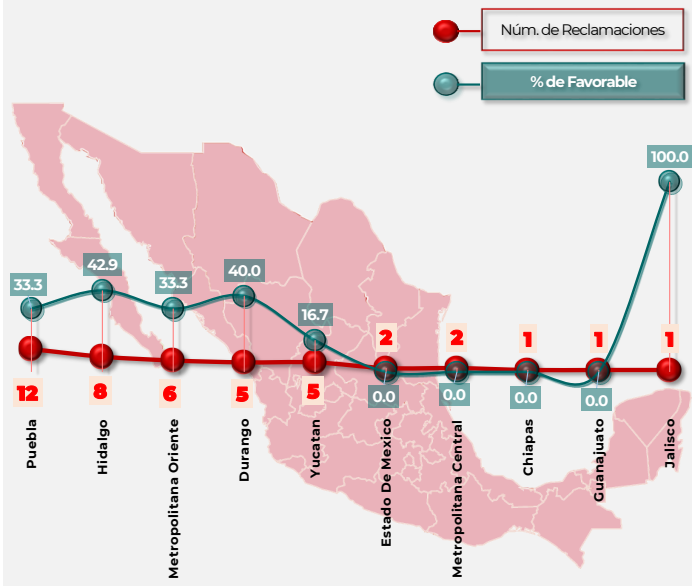 Núm. de Reclamaciones
% de Favorable
100.0
33.3
42.9
33.3
40.0
16.7
2
2
1
1
1
12
8
6
5
5
0.0
0.0
0.0
0.0
Puebla
Hidalgo
Metropolitana Oriente
Durango
Yucatan
Estado De Mexico
Metropolitana Central
Chiapas
Guanajuato
Jalisco